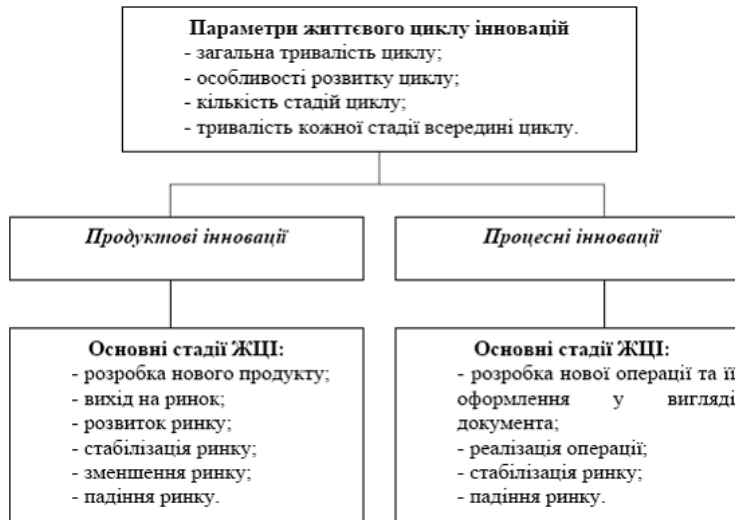 Параметри життєвого циклу інновацій
- загальна тривалість циклу;
- особливості розвитку циклу;
- кількість стадій циклу;
- тривалість кожної стадії всередині циклу.
Продуктові інновації
Процесні інновації
Основні стадії ЖЦІ:
- розробка нового продукту;
- вихід на ринок;
- розвиток ринку;
- стабілізація ринку;
- зменшення ринку;
- падіння ринку.
Основні стадії ЖЦІ:
- розробка нової операції та її
оформлення у вигляді
документа;
- реалізація операції;
- стабілізація ринку;
- падіння ринку.